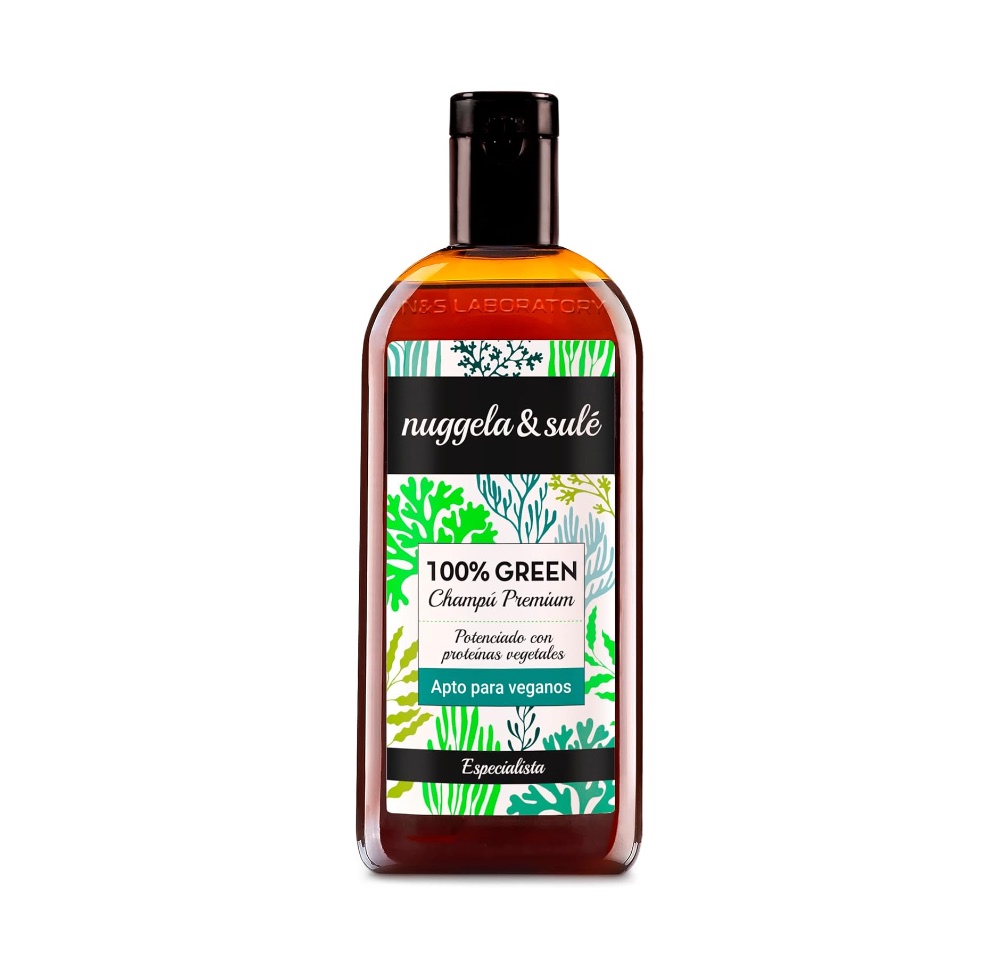 N&S LABORATORY
nuggela & sulé
100% GREEN
Champú Premium
Potenciado con
proteínas vegetales
Apto para veganos
Especialista